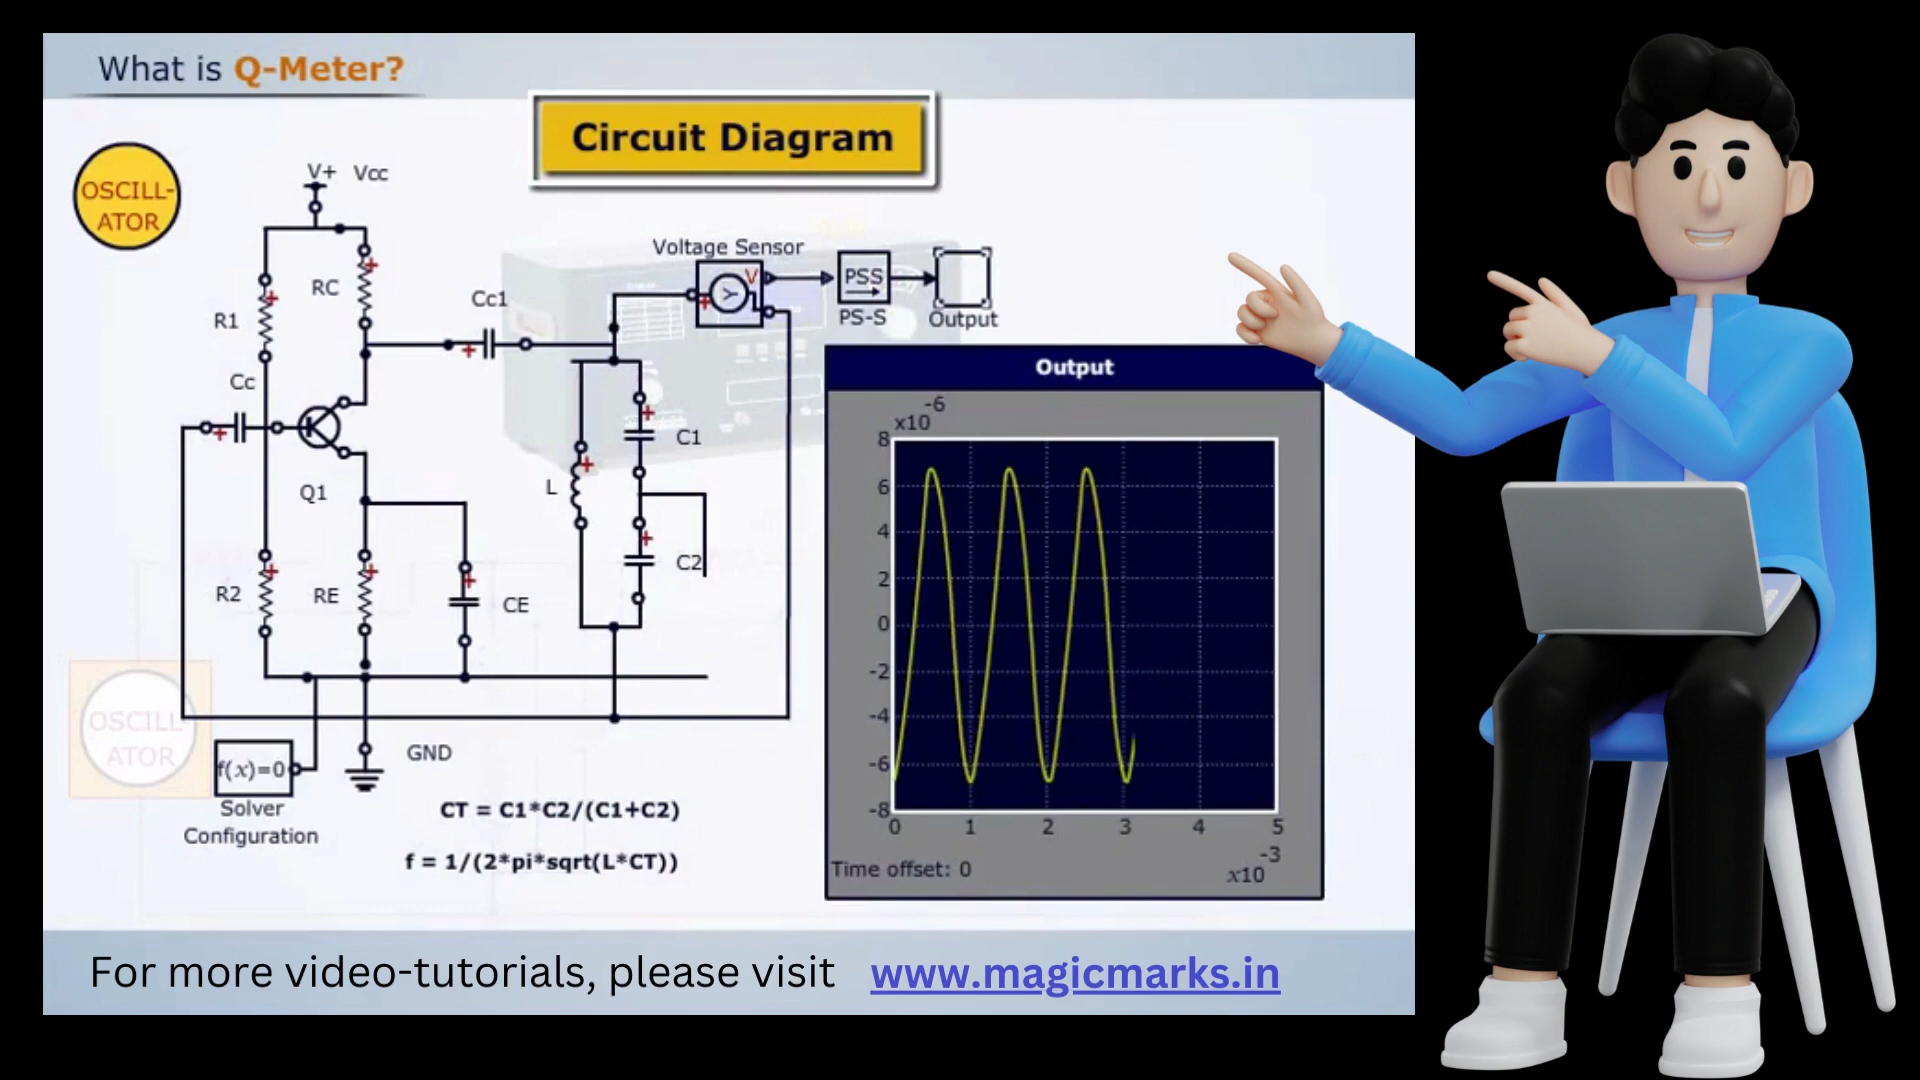 What is Q-Meter?
Circuit Diagram
OSCILL-
ATOR
V+ Vcc
RC
R1
Cc
Cc1
Voltage Sensor
V
PSS
PS-S
Output
Q1
L
C1
C2
R2
RE
CE
GND
OSCILL
ATOR
f(x)=0
Solver
Configuration
CT = C1*C2/(C1+C2)
f = 1/(2*pi*sqrt(L*CT))
Output
x10 -6
8
6
4
2
0
-2
-4
-6
-8
0 1 2 3 4 5
Time offset: 0
x10 -3
For more video-tutorials, please visit www.magicmarks.in